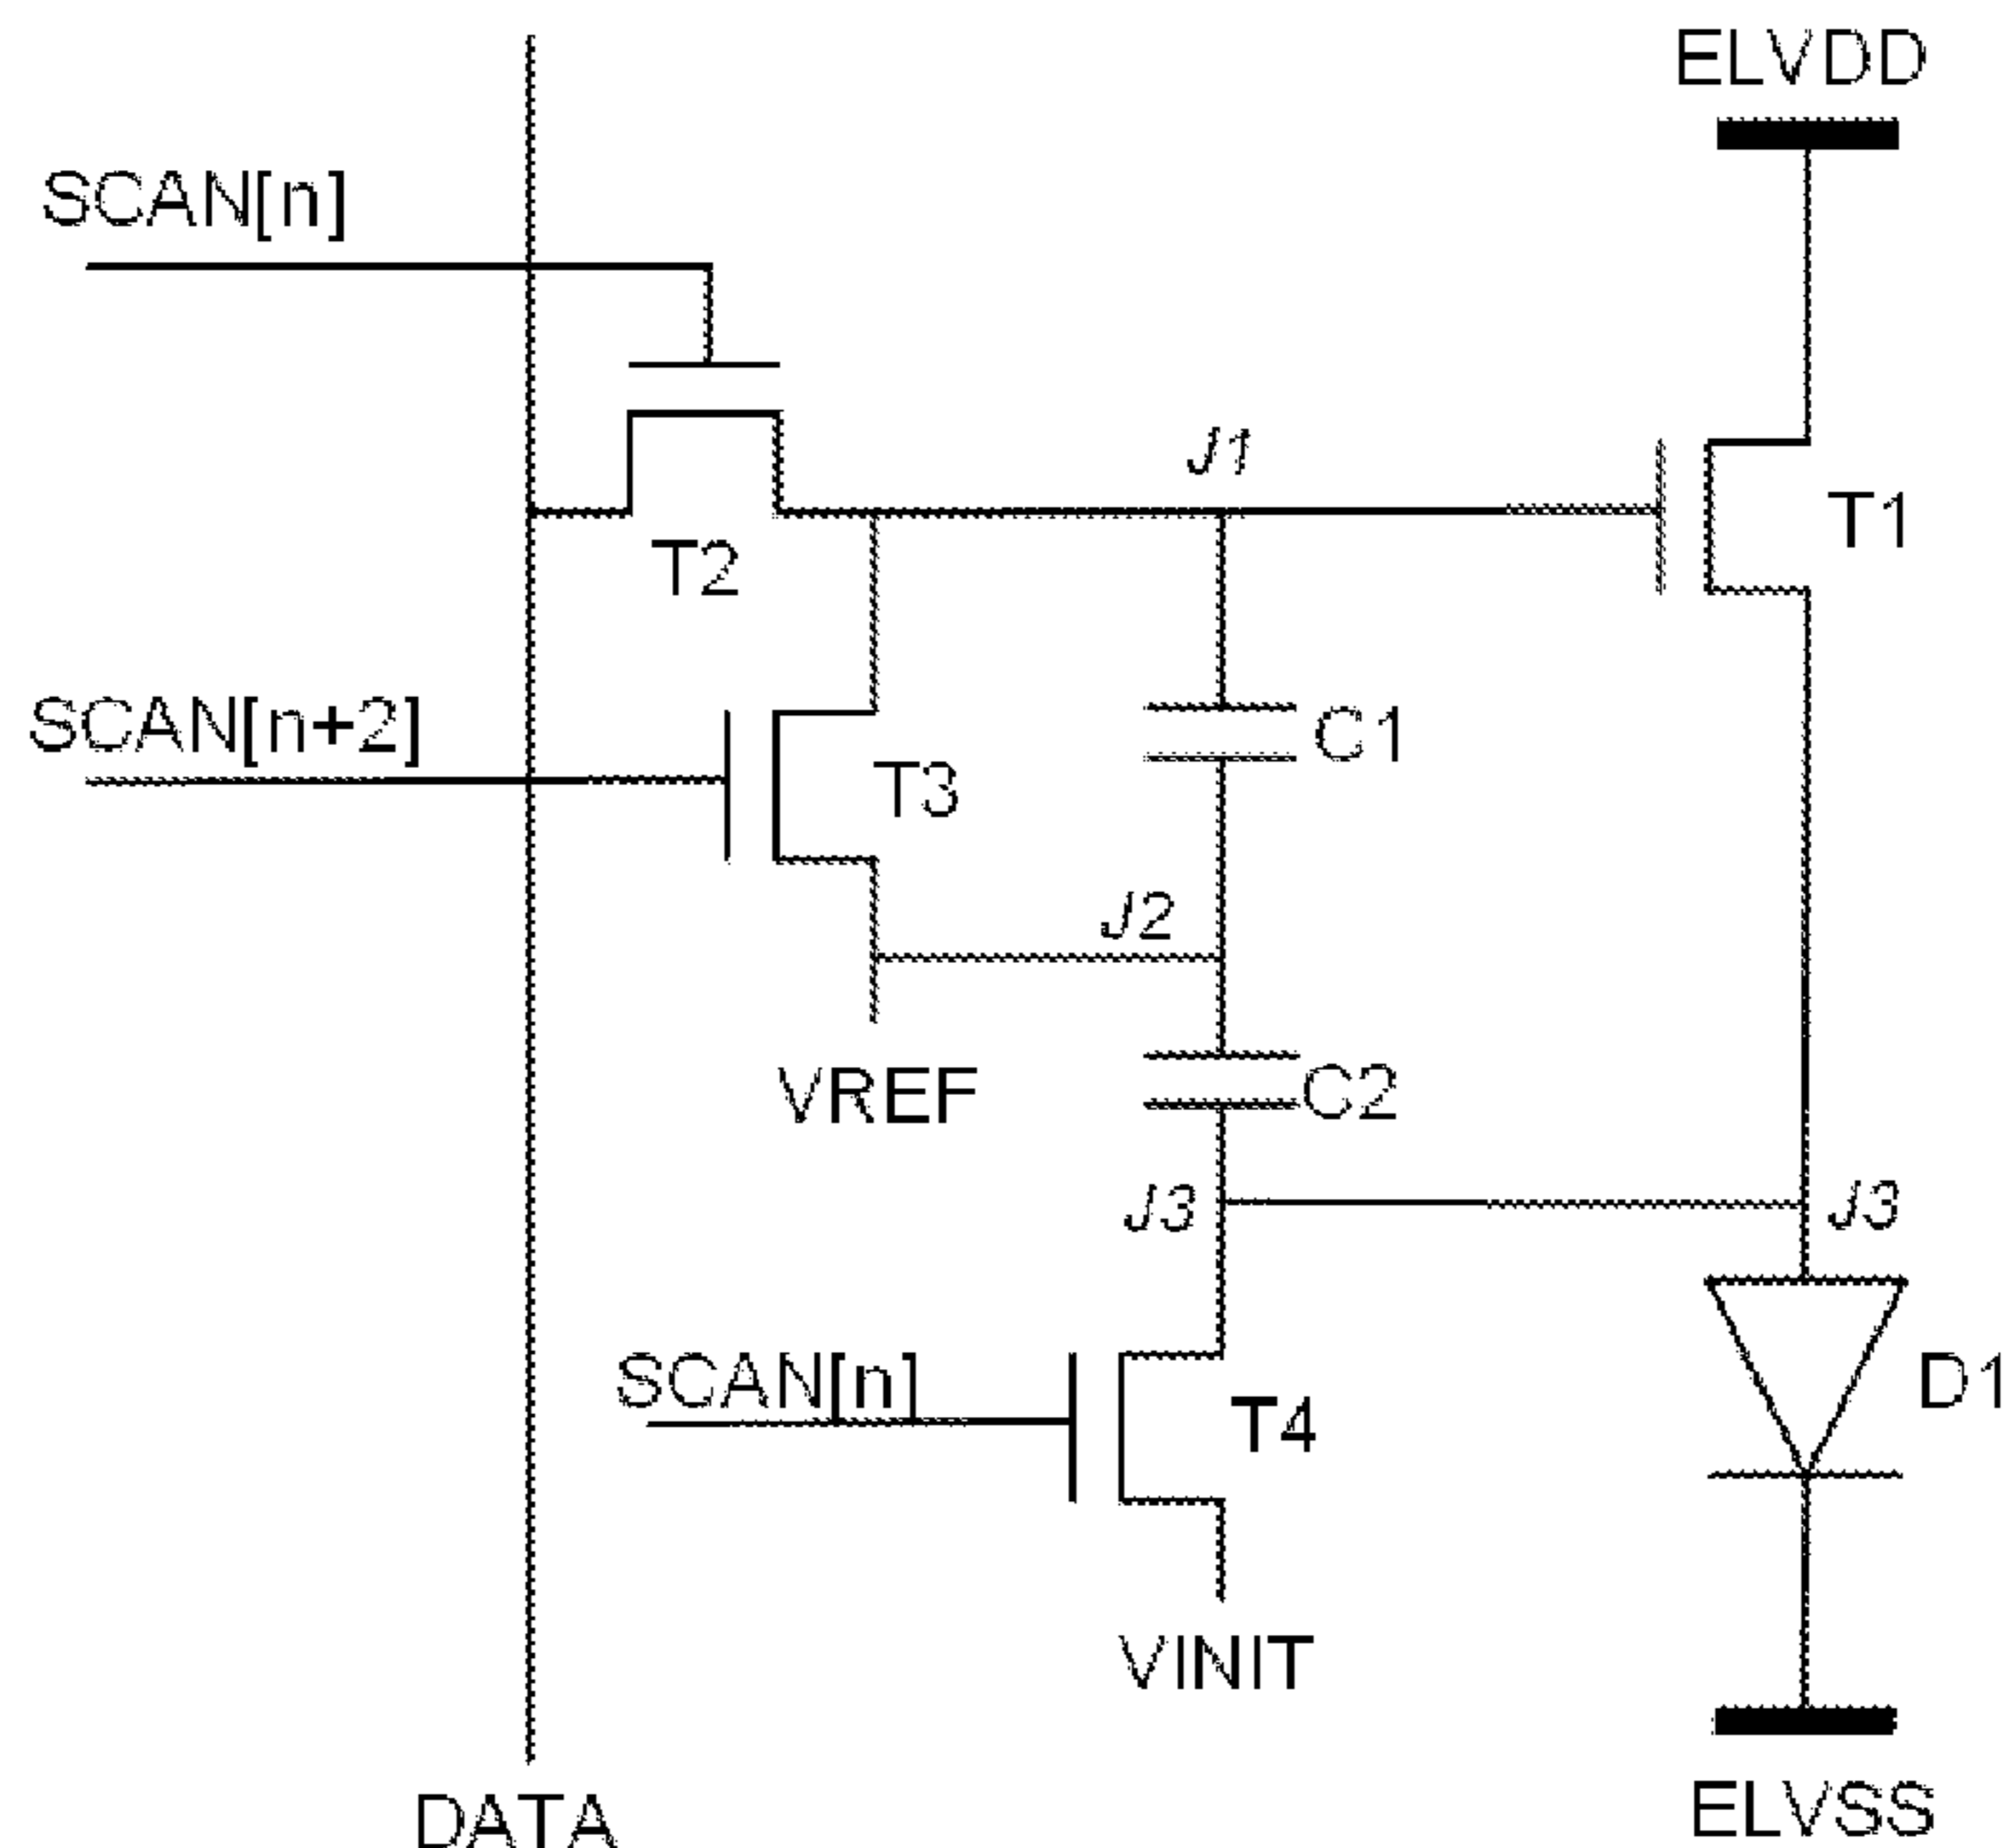 ELVDD
SCAN[n]
J1
T1
T2
SCAN[n+2]
C1
T3
J2
VREF
C2
J3
J3
SCAN[n]
T4
D1
VINIT
DATA
ELVSS